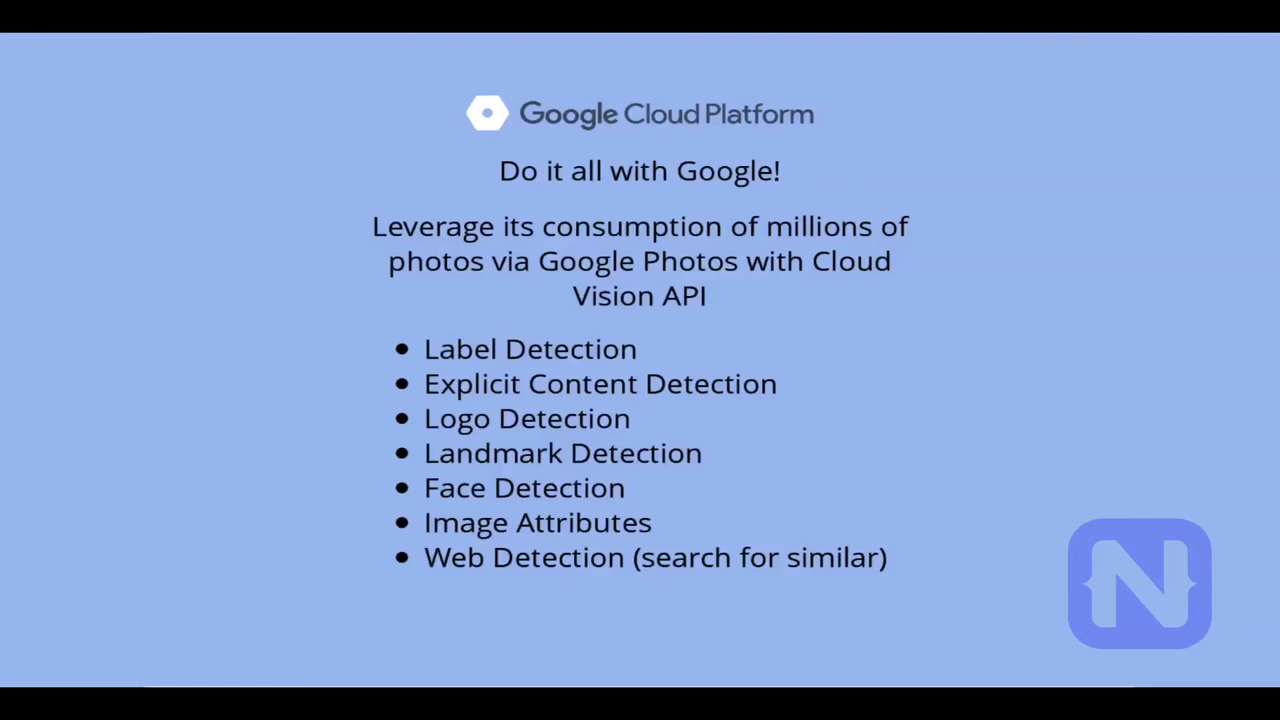 Google Cloud Platform
Do it all with Google!
Leverage its consumption of millions of
photos via Google Photos with Cloud
Vision API
• Label Detection
• Explicit Content Detection
• Logo Detection
• Landmark Detection
• Face Detection
• Image Attributes
• Web Detection (search for similar)
N